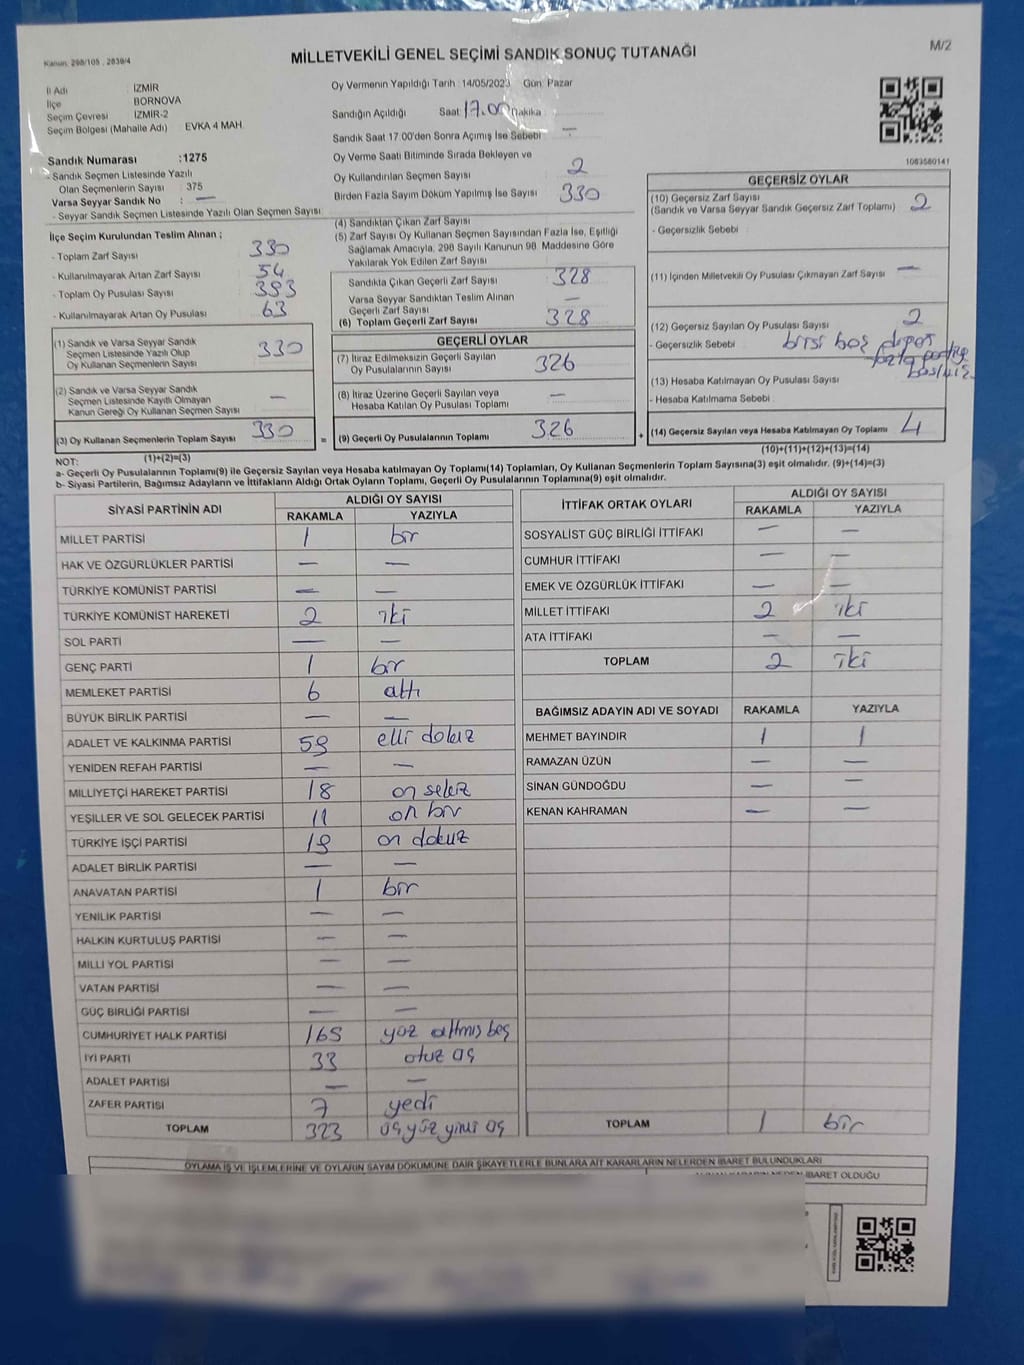 Kanun: 298/105 , 2839/4
MİLLETVEKİLİ GENEL SEÇİMİ SANDIK SONUÇ TUTANAĞI
M/2
İl Adı : İZMİR
İlçe BORNOVA
Seçim Çevresi İZMİR-2
Seçim Bölgesi (Mahalle Adı) EVKA 4 MAH.
Sandık Numarası :1275
- Sandık Seçmen Listesinde Yazılı
Olan Seçmenlerin Sayısı : 375
Varsa Seyyar Sandık No : —
- Seyyar Sandık Seçmen Listesinde Yazılı Olan Seçmen Sayısı
Oy Vermenin Yapıldığı Tarih :14/05/2023 Gün: Pazar
Sandığın Açıldığı Saat 17.00 Dakika :
Sandık Saat 17.00'den Sonra Açımış İse Sebebi —
Oy Verme Saati Bitiminde Sırada Bekleyen ve
Oy Kullandırılan Seçmen Sayısı 2
Birden Fazla Sayım Döküm Yapılmış İse Sayısı 330
1083580141
İlçe Seçim Kurulundan Teslim Alınan ;
- Toplam Zarf Sayısı 330
- Kullanılmayarak Artan Zarf Sayısı 54
- Toplam Oy Pusulası Sayısı 393
- Kullanılmayarak Artan Oy Pusulası 63
(4) Sandıktan Çıkan Zarf Sayısı
(5) Zarf Sayısı Oy Kullanan Seçmen Sayısından Fazla İse, Eşitliği
Sağlamak Amacıyla, 298 Sayılı Kanunun 98. Maddesine Göre
Yakılarak Yok Edilen Zarf Sayısı
Sandıkta Çıkan Geçerli Zarf Sayısı 328
Varsa Seyyar Sandıktan Teslim Alınan
Geçerli Zarf Sayısı —
(6) Toplam Geçerli Zarf Sayısı 328
GEÇERSİZ OYLAR
(10) Geçersiz Zarf Sayısı
(Sandık ve Varsa Seyyar Sandık Geçersiz Zarf Toplamı) 2
- Geçersizlik Sebebi
(11) İçinden Milletvekili Oy Pusulası Çıkmayan Zarf Sayısı —
(12) Geçersiz Sayılan Oy Pusulası Sayısı 2
- Geçersizlik Sebebi birisi boş diğeri
fazla partiye
(13) Hesaba Katılmayan Oy Pusulası Sayısı
- Hesaba Katılmama Sebebi
(14) Geçersiz Sayılan veya Hesaba Katılmayan Oy Toplamı 4
(10)+(11)+(12)+(13)=(14)
(1) Sandık ve Varsa Seyyar Sandık
Seçmen Listesinde Yazılı Olup
Oy Kullanan Seçmenlerin Sayısı 330
(2) Sandık ve Varsa Seyyar Sandık
Seçmen Listesinde Kayıtlı Olmayan
Kanun Gereği Oy Kullanan Seçmen Sayısı —
(3) Oy Kullanan Seçmenlerin Toplam Sayısı 330 =
(1)+(2)=(3)
GEÇERLİ OYLAR
(7) İtiraz Edilmeksizin Geçerli Sayılan
Oy Pusulalarının Sayısı 326
(8) İtiraz Üzerine Geçerli Sayılan veya
Hesaba Katılan Oy Pusulası Toplamı —
(9) Geçerli Oy Pusulalarının Toplamı 326 +
NOT:
a- Geçerli Oy Pusulalarının Toplamı(9) ile Geçersiz Sayılan veya Hesaba katılmayan Oy Toplamı(14) Toplamları, Oy Kullanan Seçmenlerin Toplam Sayısına(3) eşit olmalıdır. (9)+(14)=(3)
b- Siyasi Partilerin, Bağımsız Adayların ve İttifakların Aldığı Ortak Oyların Toplamı, Geçerli Oy Pusulalarının Toplamına(9) eşit olmalıdır.
SİYASİ PARTİNİN ADI ALDIĞI OY SAYISI
RAKAMLA YAZIYLA
MİLLET PARTİSİ 1 bir
HAK VE ÖZGÜRLÜKLER PARTİSİ — —
TÜRKİYE KOMÜNİST PARTİSİ — —
TÜRKİYE KOMÜNİST HAREKETİ 2 iki
SOL PARTİ — —
GENÇ PARTİ 1 bir
MEMLEKET PARTİSİ 6 altı
BÜYÜK BİRLİK PARTİSİ — —
ADALET VE KALKINMA PARTİSİ 59 elli dokuz
YENİDEN REFAH PARTİSİ — —
MİLLİYETÇİ HAREKET PARTİSİ 18 on sekiz
YEŞİLLER VE SOL GELECEK PARTİSİ 11 on bir
TÜRKİYE İŞÇİ PARTİSİ 19 on dokuz
ADALET BİRLİK PARTİSİ — —
ANAVATAN PARTİSİ 1 bir
YENİLİK PARTİSİ — —
HALKIN KURTULUŞ PARTİSİ — —
MİLLİ YOL PARTİSİ — —
VATAN PARTİSİ — —
GÜÇ BİRLİĞİ PARTİSİ — —
CUMHURİYET HALK PARTİSİ 165 yüz altmış beş
İYİ PARTİ 33 otuz üç
ADALET PARTİSİ — —
ZAFER PARTİSİ 7 yedi
TOPLAM 323 üç yüz yirmi üç
İTTİFAK ORTAK OYLARI ALDIĞI OY SAYISI
RAKAMLA YAZIYLA
SOSYALİST GÜÇ BİRLİĞİ İTTİFAKI — —
CUMHUR İTTİFAKI — —
EMEK VE ÖZGÜRLÜK İTTİFAKI — —
MİLLET İTTİFAKI 2 iki
ATA İTTİFAKI — —
TOPLAM 2 iki
BAĞIMSIZ ADAYIN ADI VE SOYADI RAKAMLA YAZIYLA
MEHMET BAYINDIR 1 1
RAMAZAN ÜZÜN — —
SİNAN GÜNDOĞDU — —
KENAN KAHRAMAN — —
TOPLAM 1 bir
OYLAMA İŞ VE İŞLEMLERİNE VE OYLARIN SAYIM DÖKÜMÜNE DAİR ŞİKAYETLERLE BUNLARA AİT KARARLARIN NELERDEN İBARET BULUNDUKLARI
İBARET OLDUĞU